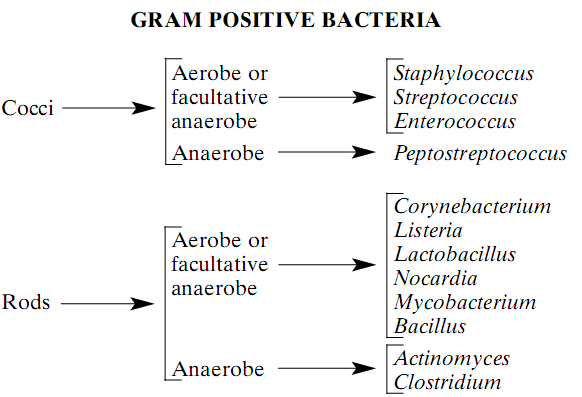 GRAM POSITIVE BACTERIA
Cocci
Aerobe or
facultative
anaerobe
Staphylococcus
Streptococcus
Enterococcus
Anaerobe
Peptostreptococcus
Rods
Aerobe or
facultative
anaerobe
Corynebacterium
Listeria
Lactobacillus
Nocardia
Mycobacterium
Bacillus
Anaerobe
Actinomyces
Clostridium